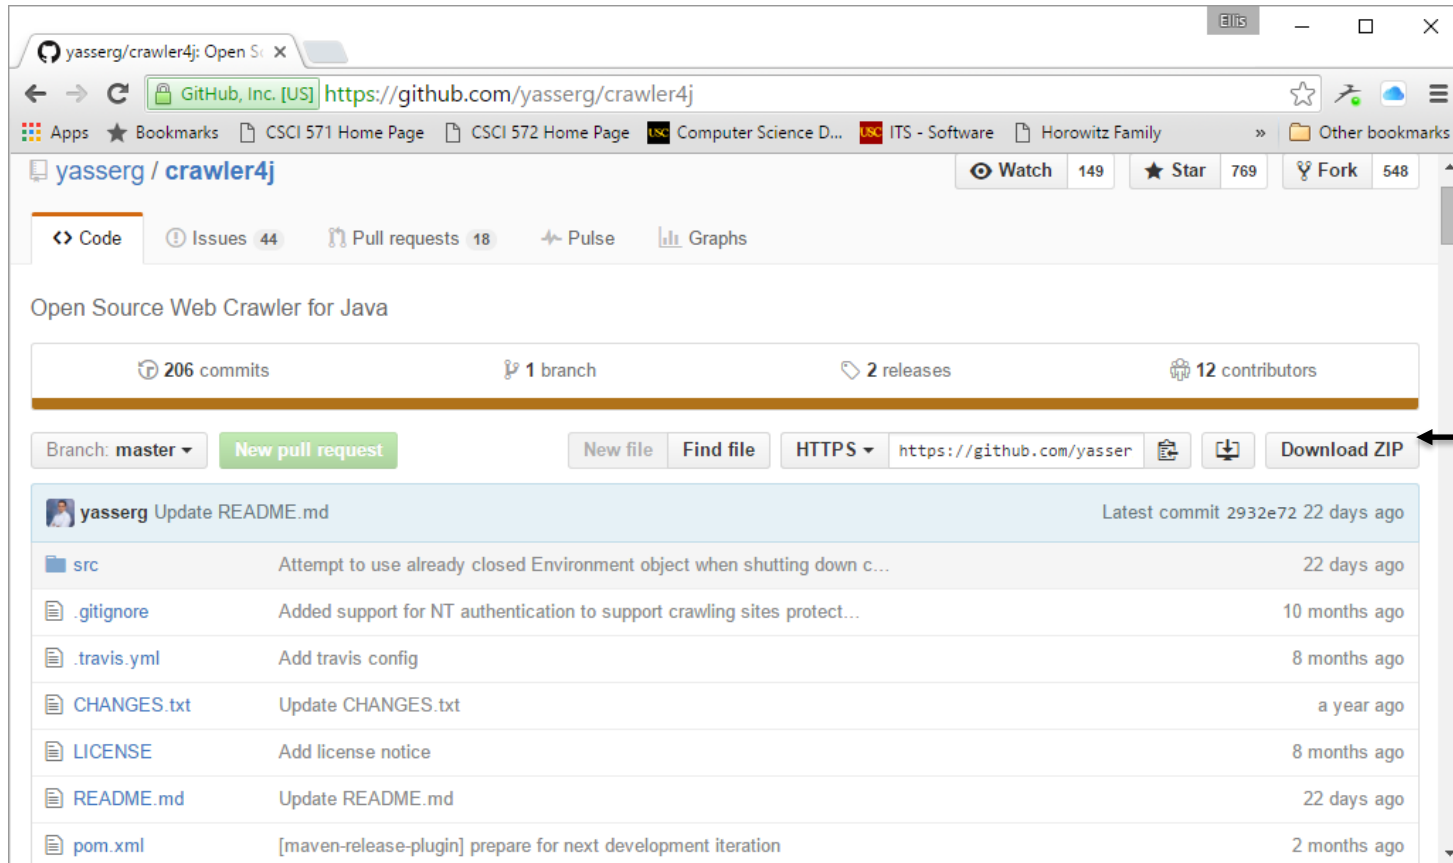 Ellis
yasserg/crawler4j: Open Sc
GitHub, Inc. [US] https://github.com/yasserg/crawler4j
Apps Bookmarks CSCI 571 Home Page CSCI 572 Home Page USC Computer Science D... USC ITS - Software Horowitz Family » Other bookmarks
yasserg / crawler4j Watch 149 Star 769 Fork 548
Code Issues 44 Pull requests 18 Pulse Graphs
Open Source Web Crawler for Java
206 commits 1 branch 2 releases 12 contributors
Branch: master New pull request New file Find file HTTPS https://github.com/yasser Download ZIP
yasserg Update README.md Latest commit 2932e72 22 days ago
src Attempt to use already closed Environment object when shutting down c... 22 days ago
.gitignore Added support for NT authentication to support crawling sites protect... 10 months ago
.travis.yml Add travis config 8 months ago
CHANGES.txt Update CHANGES.txt a year ago
LICENSE Add license notice 8 months ago
README.md Update README.md 22 days ago
pom.xml [maven-release-plugin] prepare for next development iteration 2 months ago